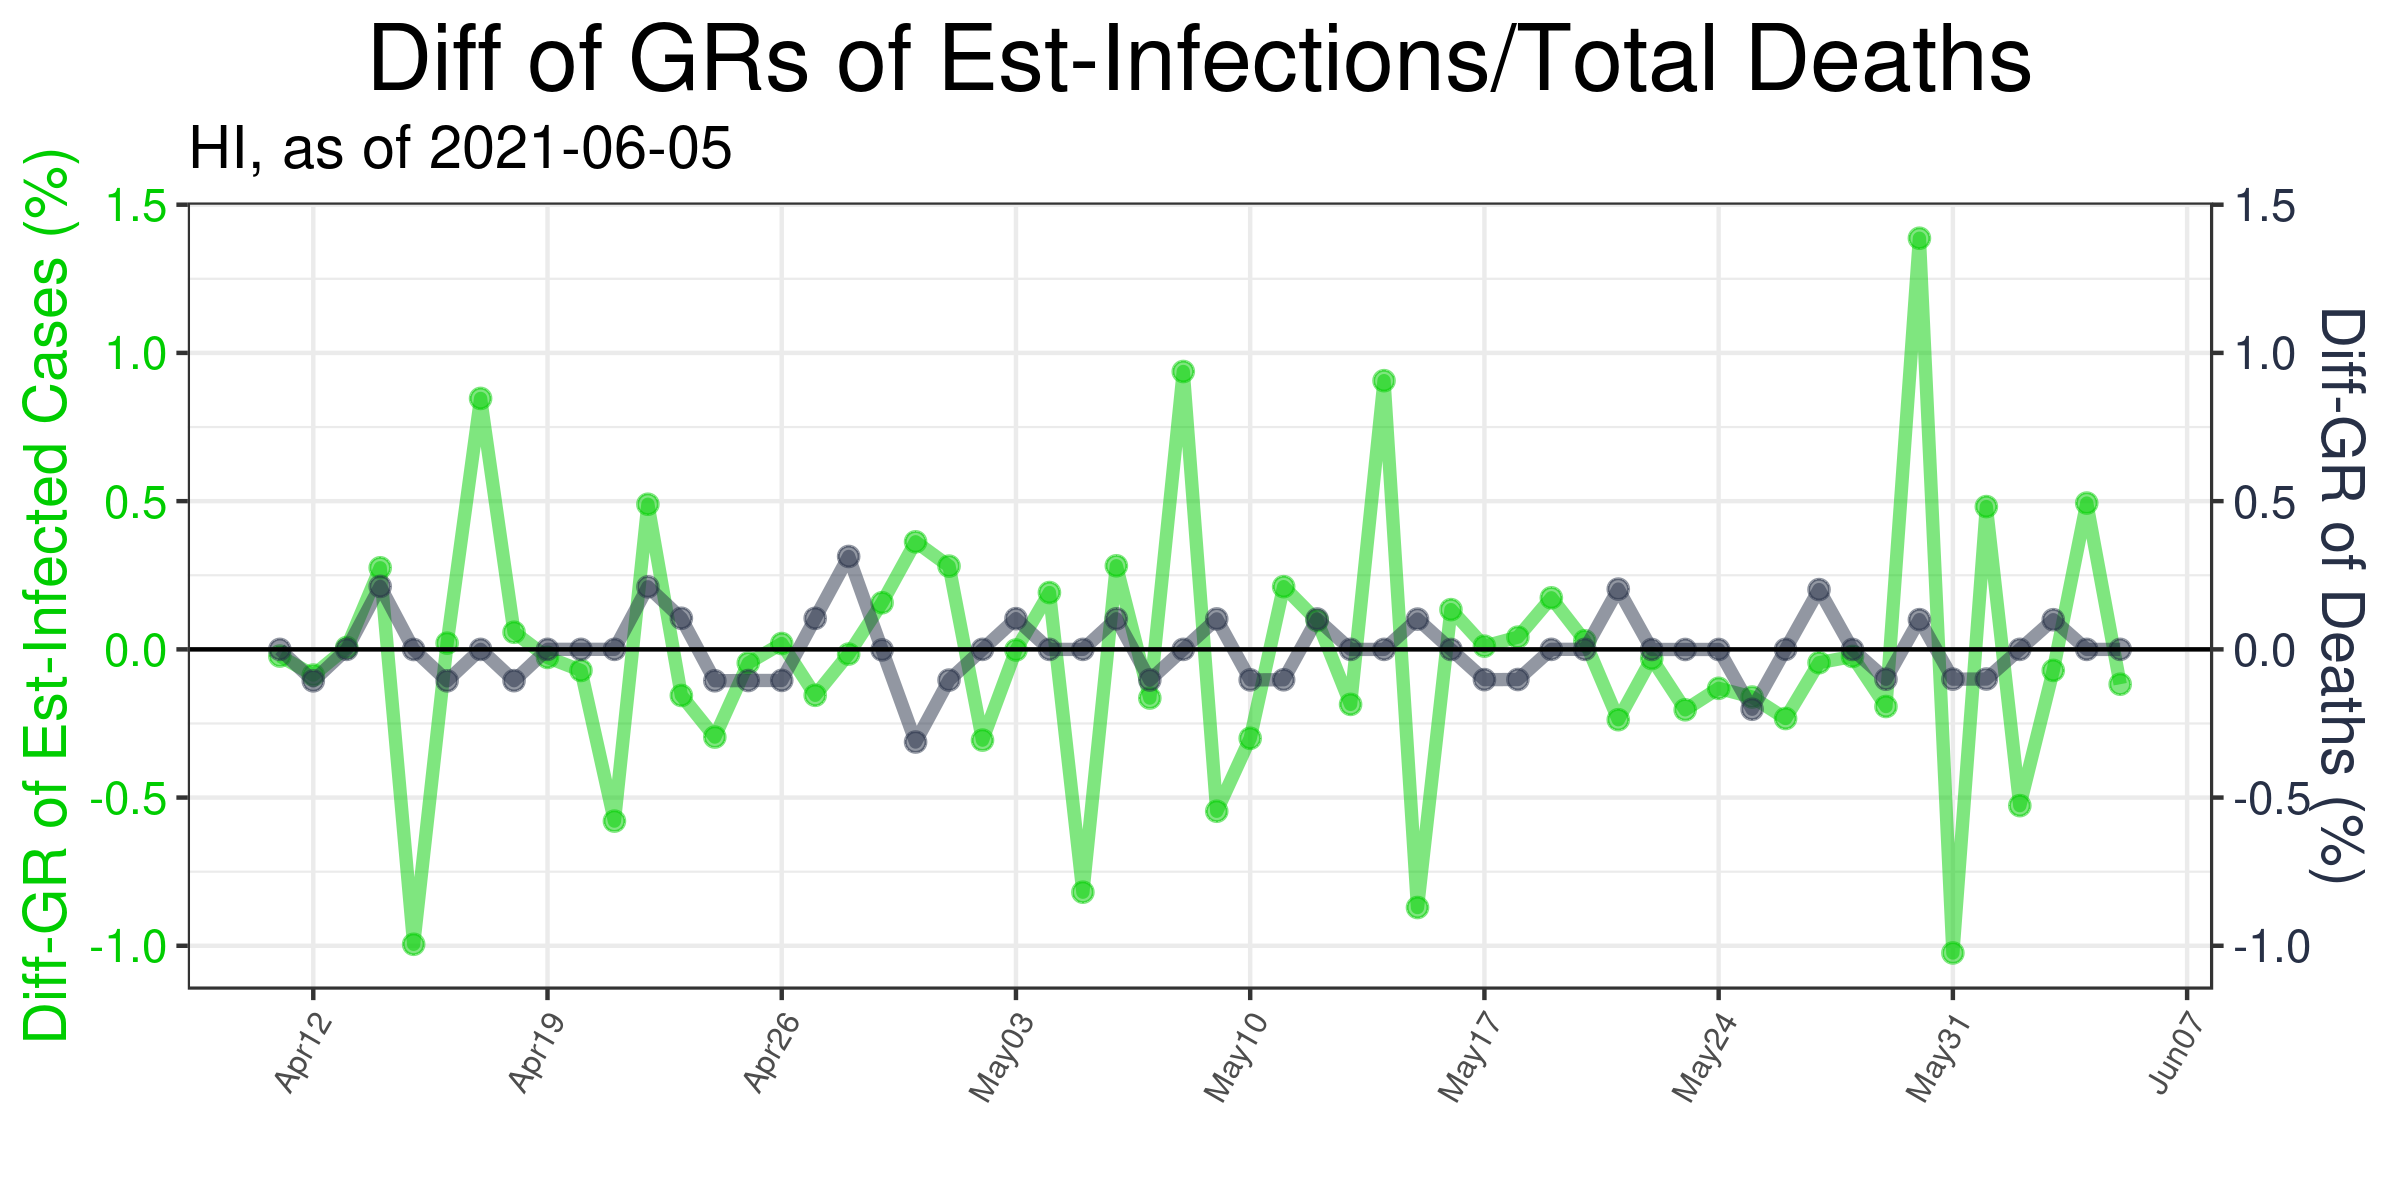 Diff of GRs of Est-Infections/Total Deaths
HI, as of 2021-06-05
Diff-GR of Est-Infected Cases (%)
1.5
1.0
0.5
0.0
-0.5
-1.0
1.5
1.0
0.5
0.0
-0.5
-1.0
Diff-GR of Deaths (%)
Apr12
Apr19
Apr26
May03
May10
May17
May24
May31
Jun07